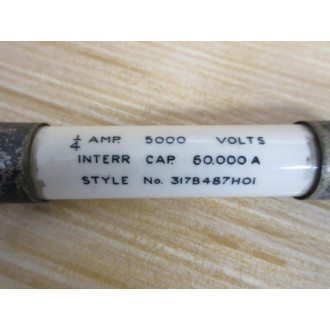 1/4 AMP. 5000 VOLTS
INTERR CAP. 60,000 A
STYLE No. 317B487H01